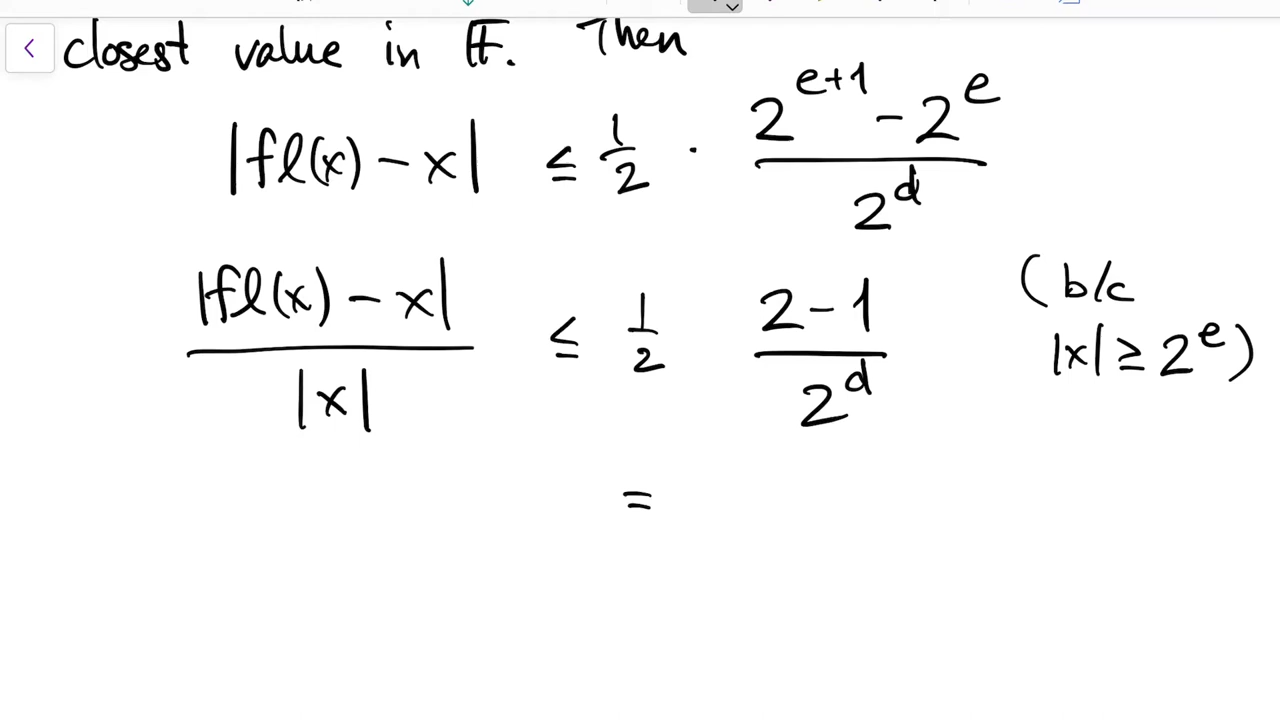 closest value in 𝔽. Then
|fl(x) − x| ≤ 1/2 · (2^{e+1} − 2^e)/2^d
|fl(x) − x|/|x| ≤ 1/2 (2 − 1)/2^d (b/c |x| ≥ 2^e)
=